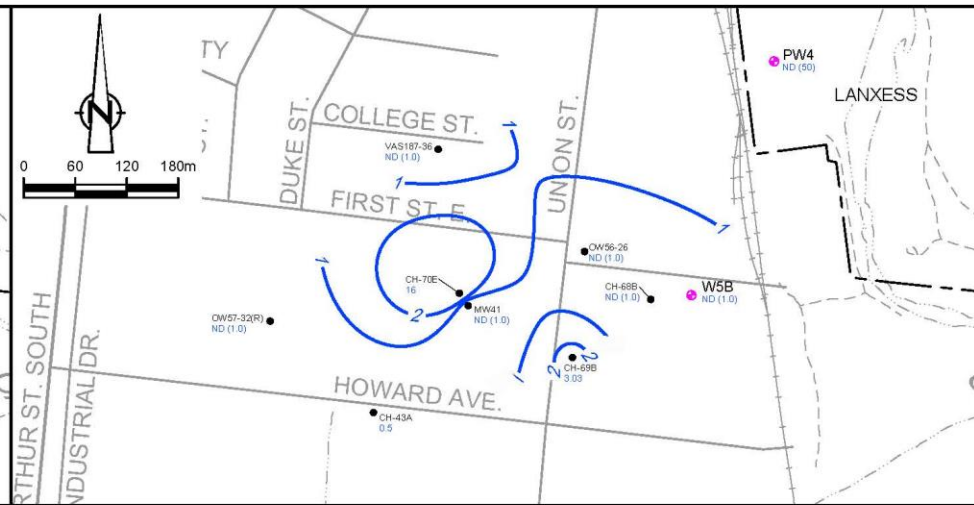 N
0 60 120 180m
TY
DUKE ST.
COLLEGE ST.
UNION ST.
FIRST ST. E.
HOWARD AVE.
RTHUR ST. SOUTH
NDUSTRIAL DR.
LANXESS
PW4
ND (50)
VAS187-36
ND (1.0)
1
1
1
1
OW56-26
ND (1.0)
CH-70E
16
2
MW41
ND (1.0)
CH-68B
ND (1.0)
W5B
ND (1.0)
OW57-32(R)
ND (1.0)
1
2
2
CH-69B
3.03
CH-43A
0.5